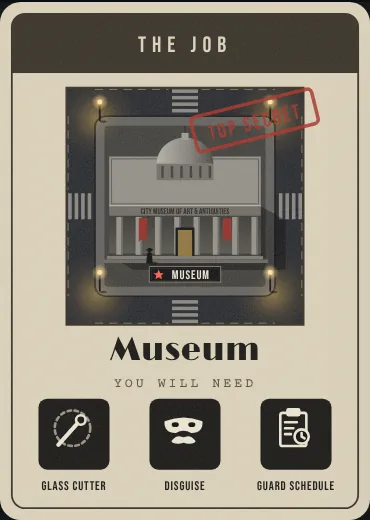 THE JOB
TOP SECRET
CITY MUSEUM OF ART & ANTIQUITIES
MUSEUM
Museum
YOU WILL NEED
GLASS CUTTER
DISGUISE
GUARD SCHEDULE